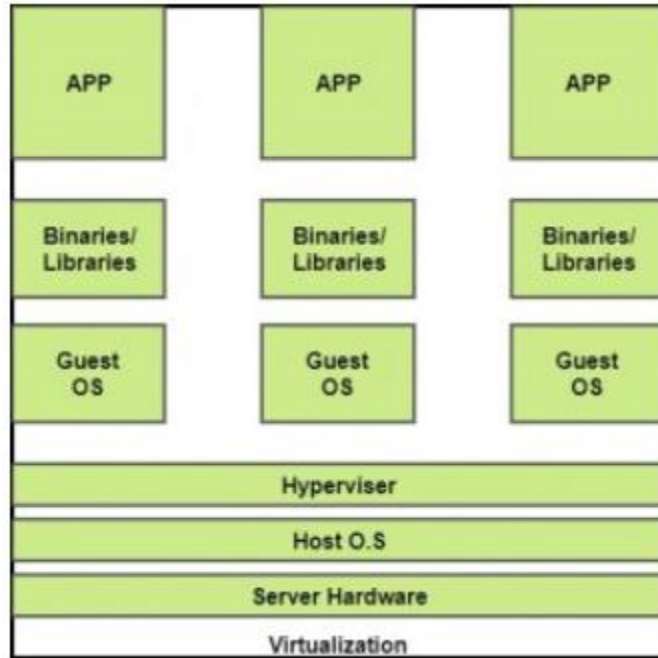 APP
APP
APP
Binaries/
Libraries
Binaries/
Libraries
Binaries/
Libraries
Guest
OS
Guest
OS
Guest
OS
Hyperviser
Host O.S
Server Hardware
Virtualization